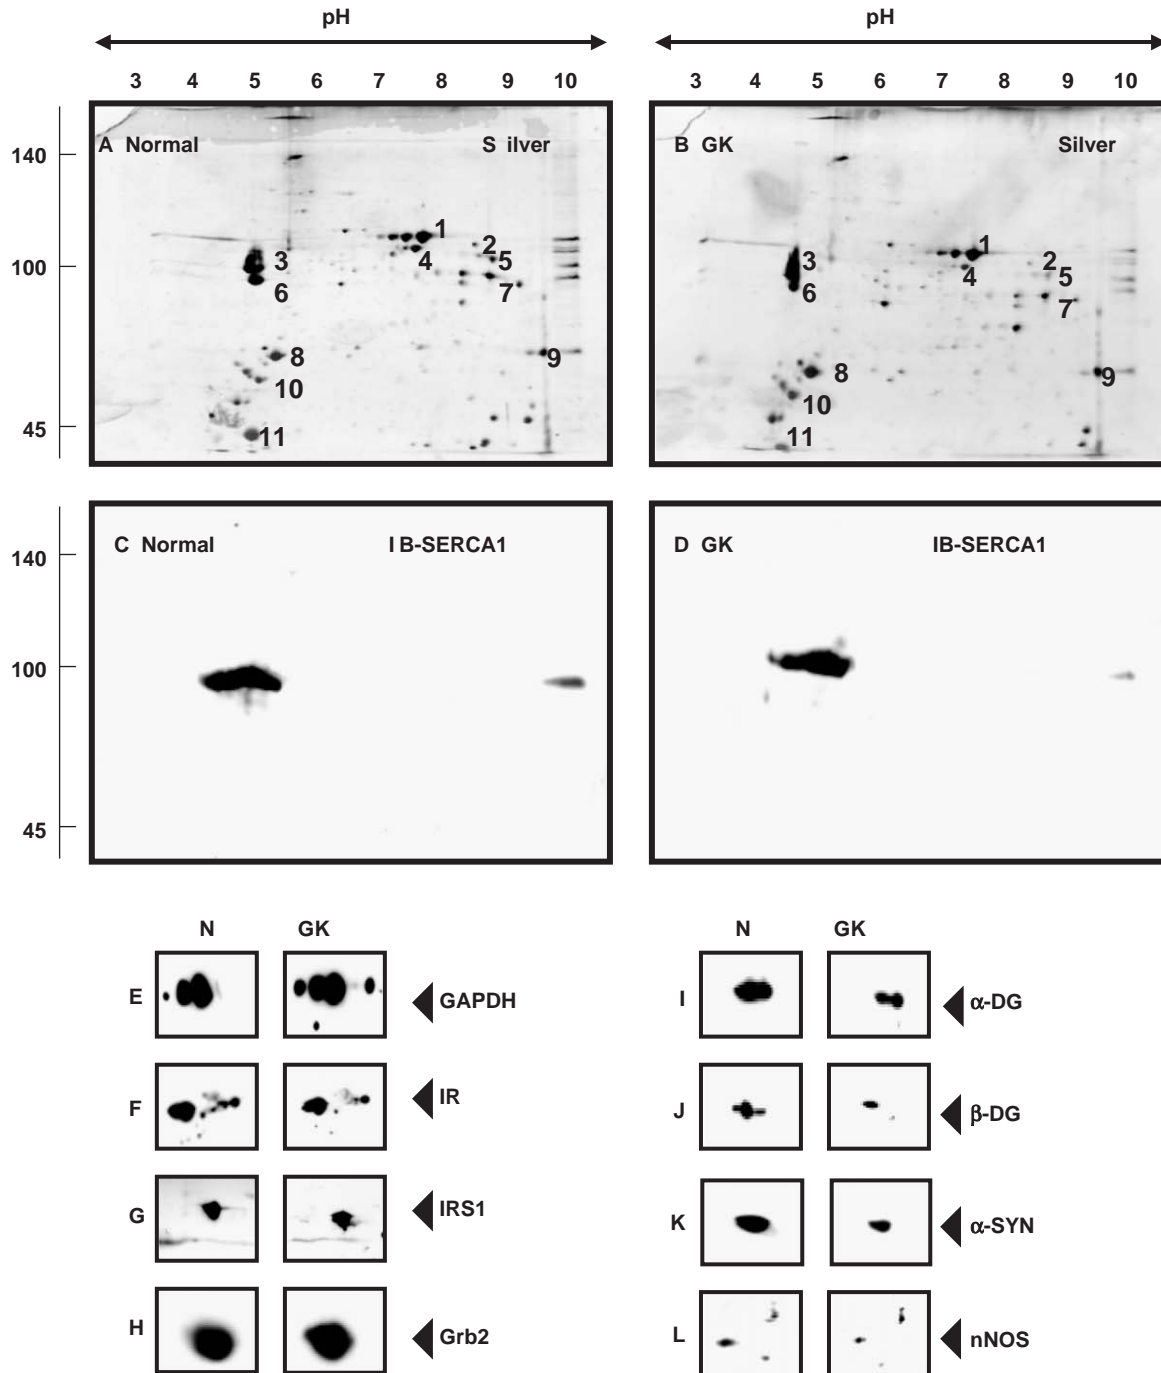 pH pH
3 4 5 6 7 8 9 10 3 4 5 6 7 8 9 10
A Normal S ilver B GK Silver
140
1 1
2 2
3 4 5 3 4 5
100
6 7 6 7
8 9 8 9
10 10
45
11 11
C Normal I B-SERCA1 D GK IB-SERCA1
140
100
45
N GK N GK
E GAPDH I α-DG
F IR J β-DG
G IRS1 K α-SYN
H Grb2 L nNOS